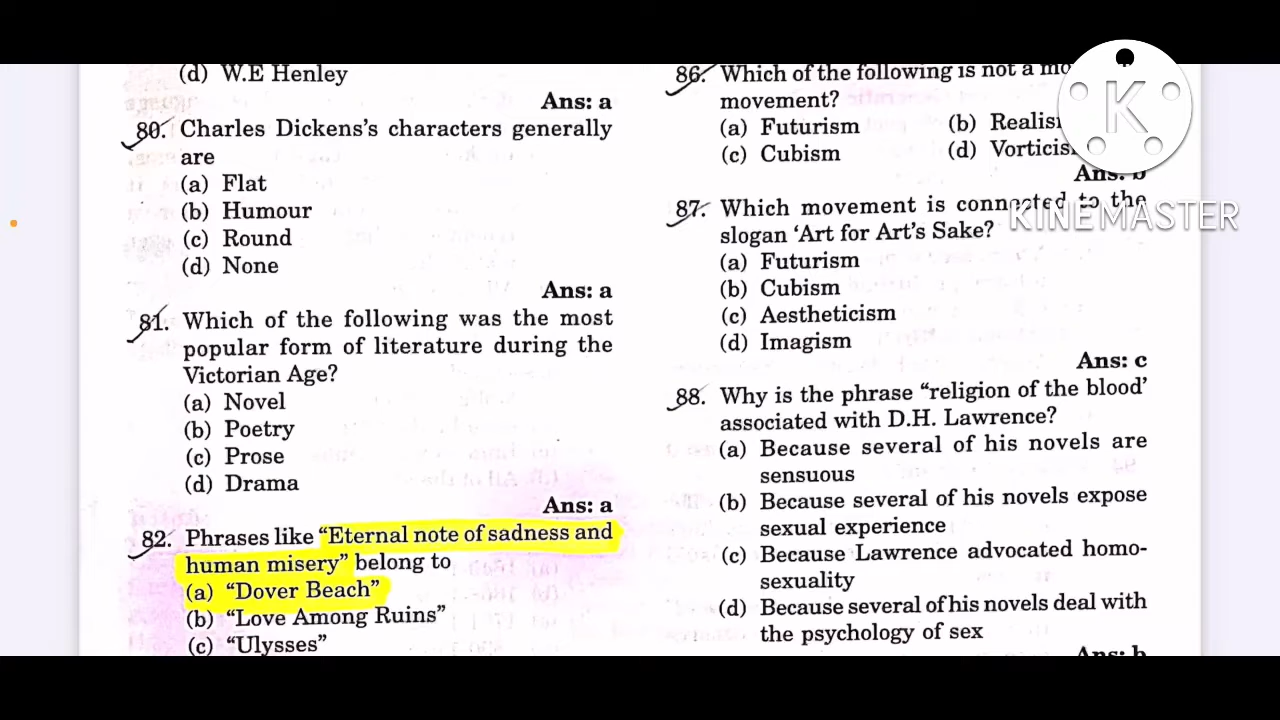 (d) W.E Henley
Ans: a
80. Charles Dickens's characters generally
are
(a) Flat
(b) Humour
(c) Round
(d) None
Ans: a
81. Which of the following was the most
popular form of literature during the
Victorian Age?
(a) Novel
(b) Poetry
(c) Prose
(d) Drama
Ans: a
82. Phrases like “Eternal note of sadness and
human misery” belong to
(a) “Dover Beach”
(b) “Love Among Ruins”
(c) “Ulysses”
86. Which of the following is not a
movement?
(a) Futurism (b)
(c) Cubism (d)
Ans: b
87. Which movement is connected to the
slogan ‘Art for Art's Sake?
(a) Futurism
(b) Cubism
(c) Aestheticism
(d) Imagism
Ans: c
88. Why is the phrase “religion of the blood’
associated with D.H. Lawrence?
(a) Because several of his novels are
sensuous
(b) Because several of his novels expose
sexual experience
(c) Because Lawrence advocated homo-
sexuality
(d) Because several of his novels deal with
the psychology of sex
Ans: b
K
KINEMASTER